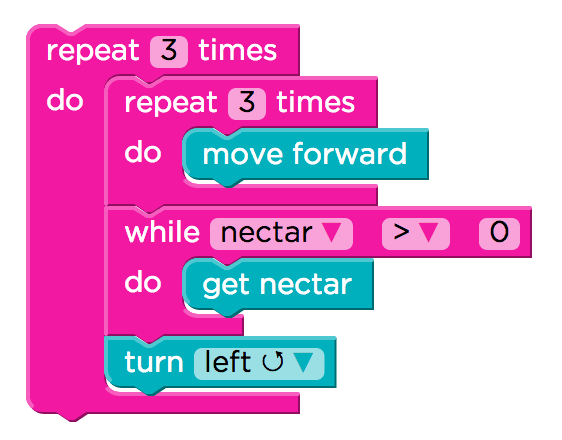 repeat 3 times
do
repeat 3 times
do move forward
while nectar ▼ > ▼ 0
do get nectar
turn left ↺ ▼